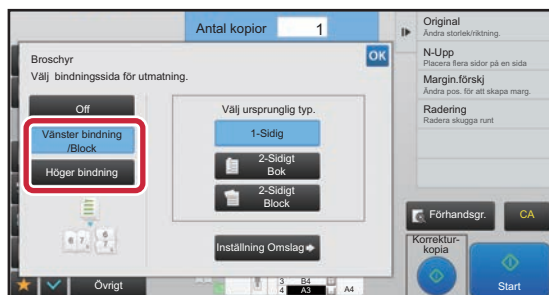 Antal kopior 1
Original
Ändra storlek/riktning.
N-Upp
Placera flera sidor på en sida
Margin.förskj
Ändra pos. för att skapa marg.
Radering
Radera skugga runt
Broschyr
OK
Välj bindningssida för utmatning.
Off
Vänster bindning
/Block
Höger bindning
Välj ursprunglig typ.
1-Sidig
2-Sidigt
Bok
2-Sidigt
Block
Inställning Omslag
Förhandsgr.
CA
Korrektur-
kopia
Start
Övrigt
3 B4
4 A3 A4